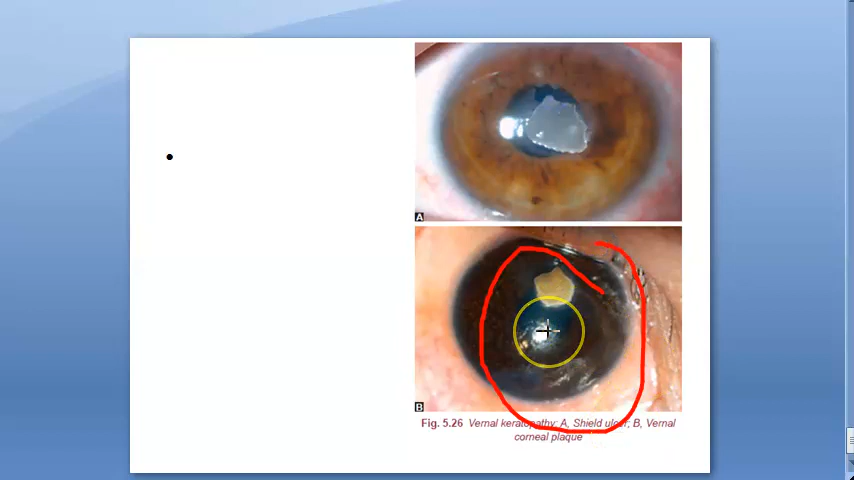 A
B
Fig. 5.26 Vernal keratopathy: A, Shield ulcer; B, Vernal
corneal plaque